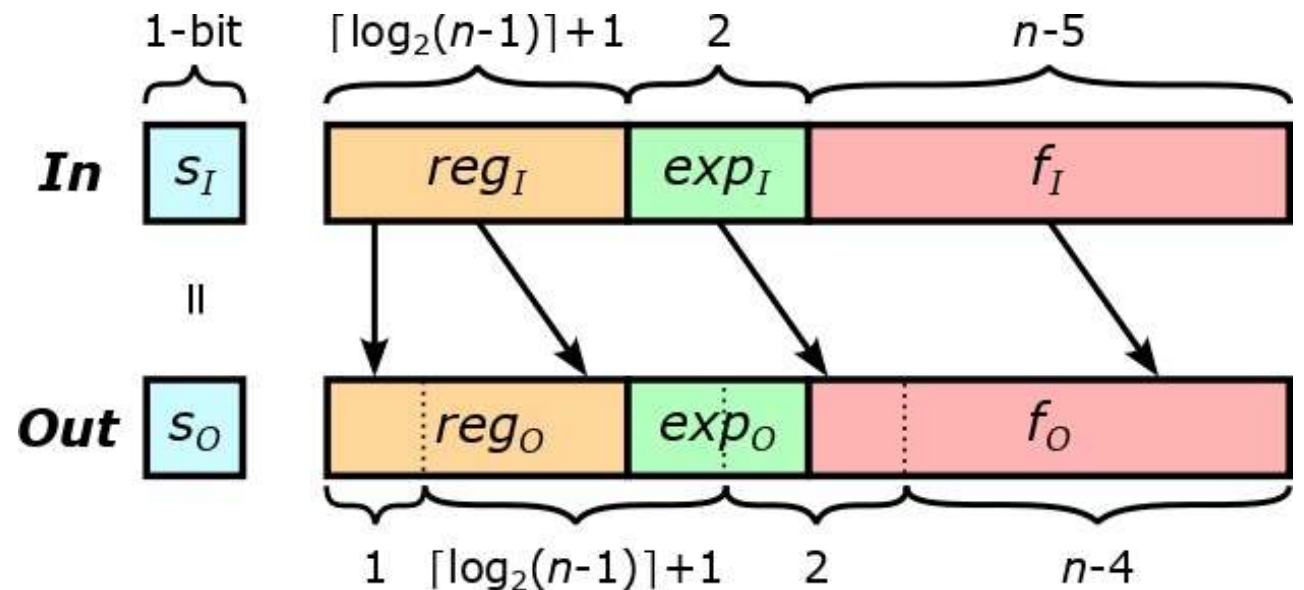 1-bit ⌈log₂(n-1)⌉+1 2 n-5
In s_I reg_I exp_I f_I
=
Out s_O reg_O exp_O f_O
1 ⌈log₂(n-1)⌉+1 2 n-4